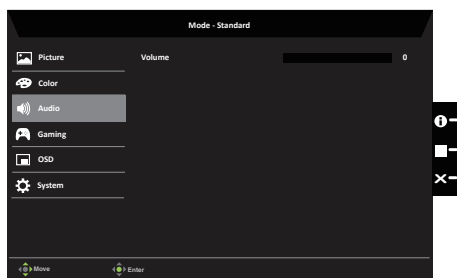 Mode - Standard
Picture
Volume 0
Color
Audio
Gaming
OSD
System
Move Enter